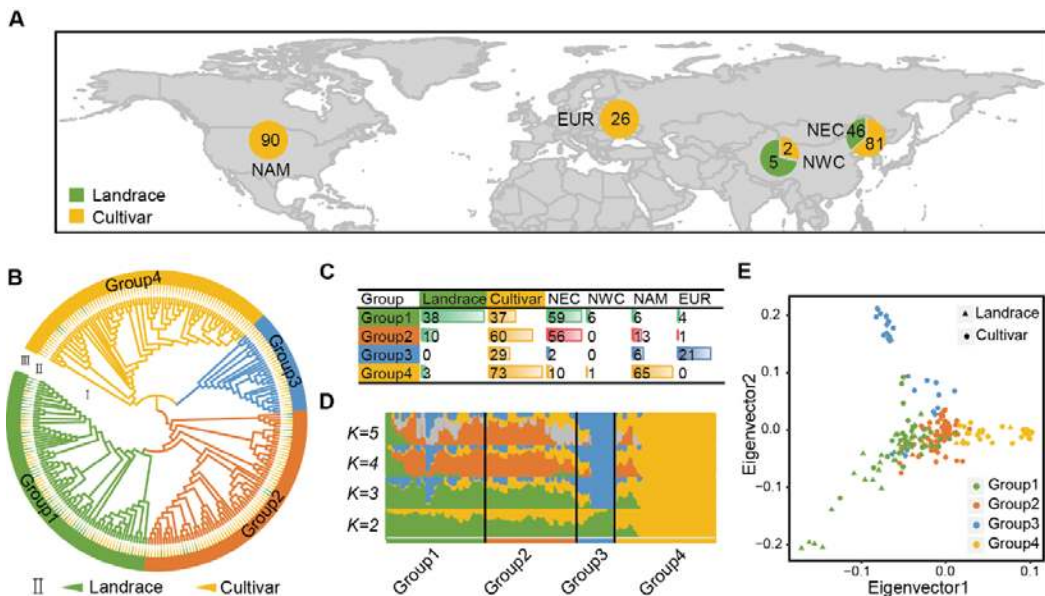 A
EUR 26
NEC 46
81
90
NAM
2
5 NWC
Landrace
Cultivar
B
Group4
Group3
Group2
Group1
III
II
I
II Landrace Cultivar
C
Group Landrace Cultivar NEC NWC NAM EUR
Group1 38 37 59 6 6 4
Group2 10 60 56 0 13 1
Group3 0 29 2 0 6 21
Group4 3 73 10 1 65 0
D
K=5
K=4
K=3
K=2
Group1 Group2 Group3 Group4
E
Landrace
Cultivar
0.2
0.1
0.0
−0.1
−0.2
Eigenvector2
Group1
Group2
Group3
Group4
−0.1 0.0 0.1
Eigenvector1